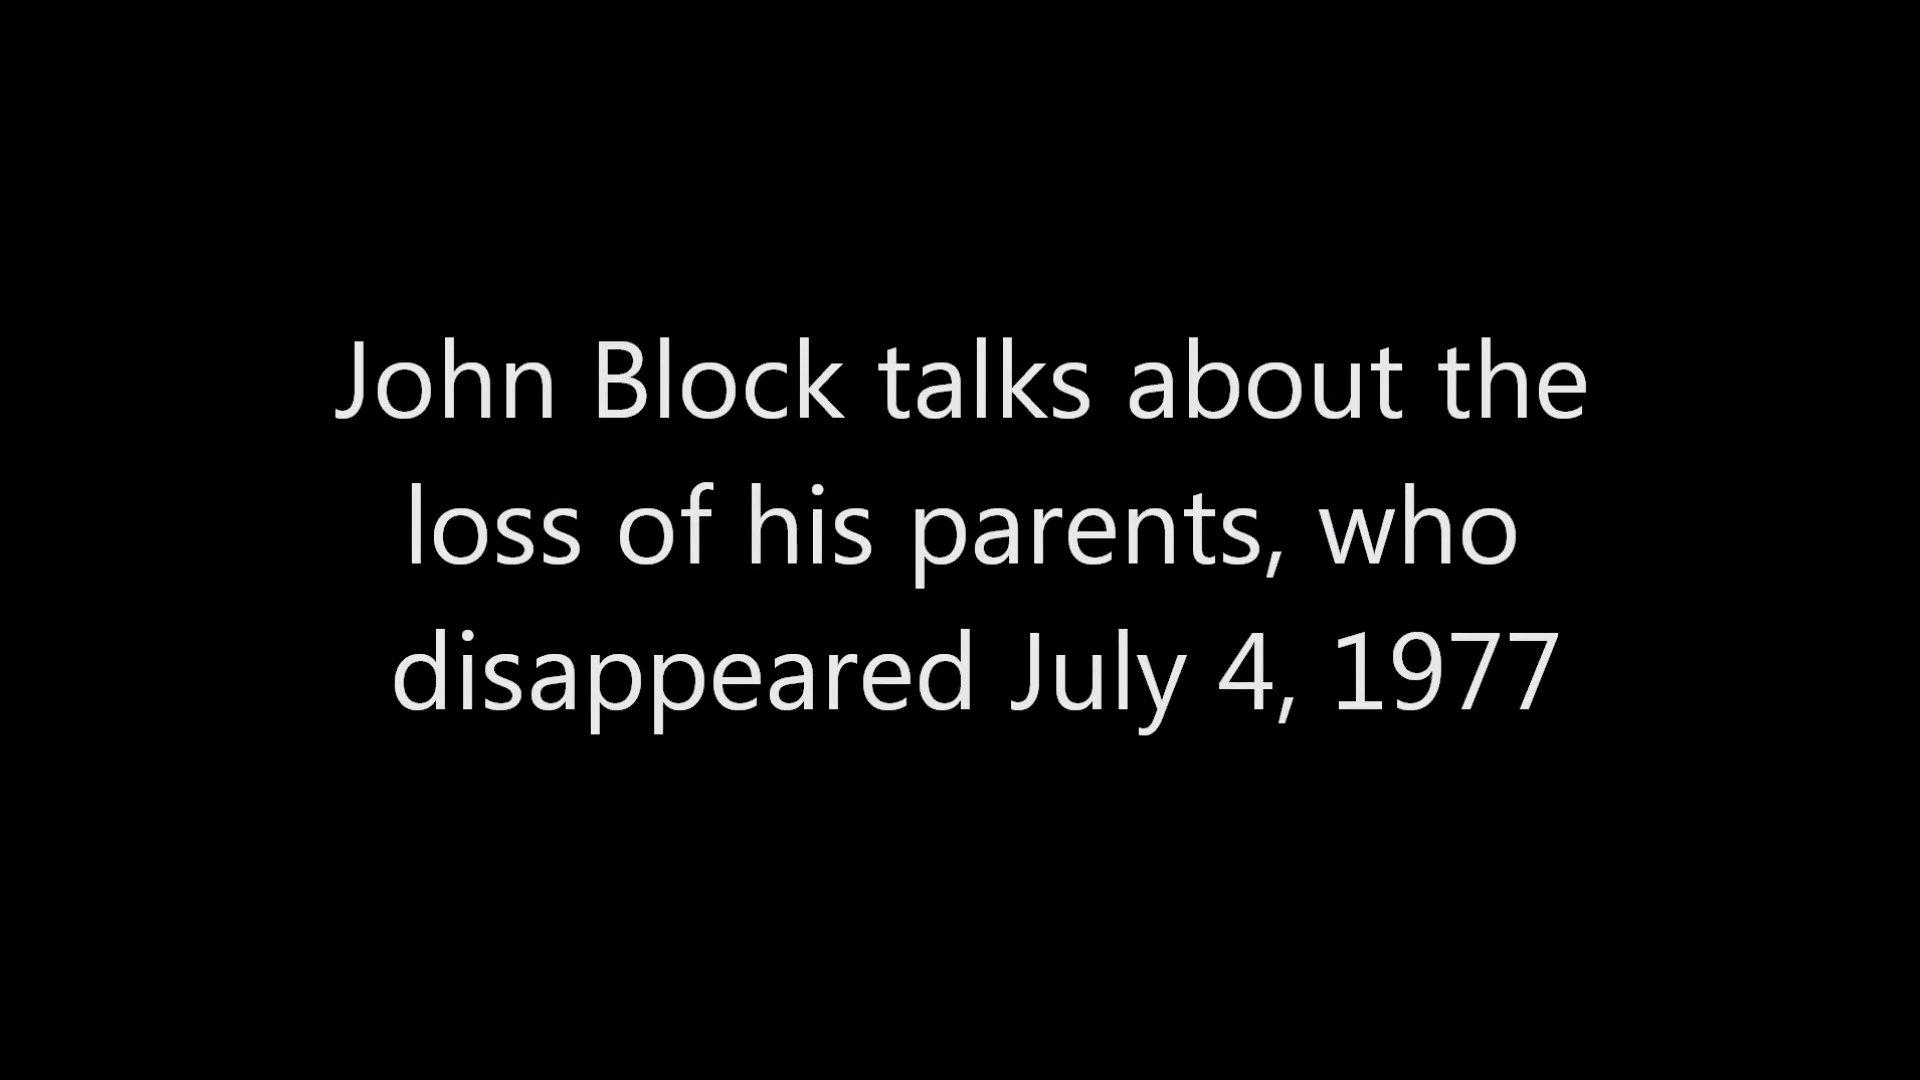 John Block talks about the
loss of his parents, who
disappeared July 4, 1977